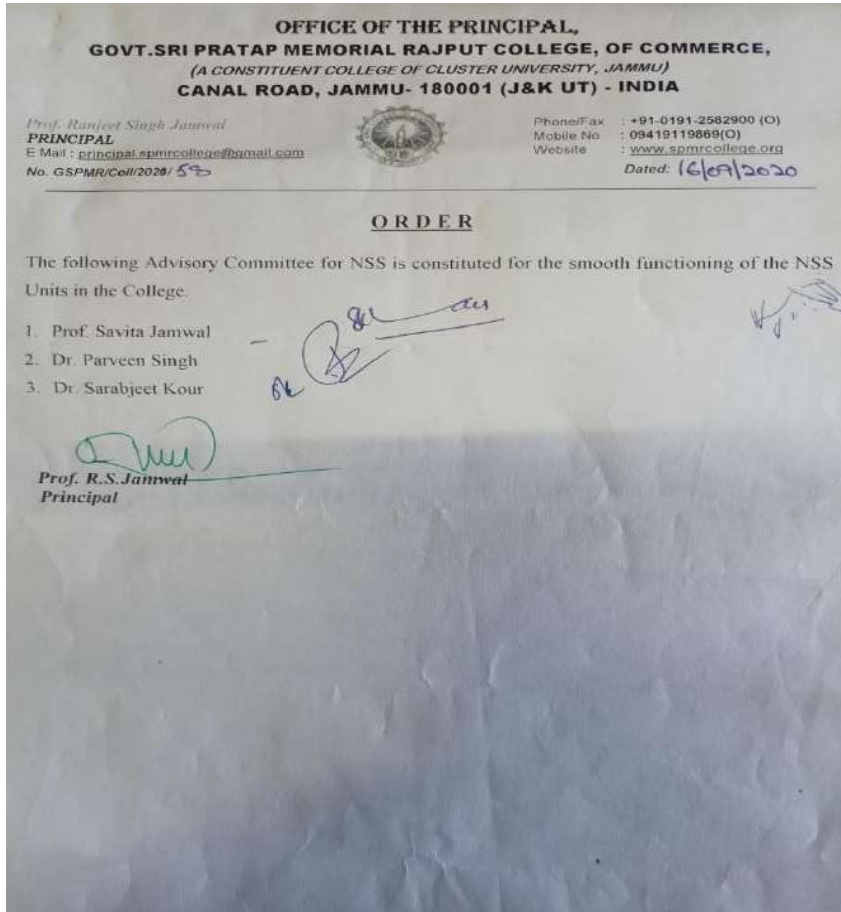 OFFICE OF THE PRINCIPAL,
GOVT.SRI PRATAP MEMORIAL RAJPUT COLLEGE, OF COMMERCE,
(A CONSTITUENT COLLEGE OF CLUSTER UNIVERSITY, JAMMU)
CANAL ROAD, JAMMU- 180001 (J&K UT) - INDIA
Prof. Ranjeet Singh Jamwal
PRINCIPAL
E Mail : principal.spmrcollege@gmail.com
No. GSPMR/Coll/2020/ 58
Phone/Fax : +91-0191-2582900 (O)
Mobile No : 09419119869(O)
Website : www.spmrcollege.org
Dated: 16/09/2020
ORDER
The following Advisory Committee for NSS is constituted for the smooth functioning of the NSS
Units in the College.
1. Prof. Savita Jamwal
2. Dr. Parveen Singh
3. Dr. Sarabjeet Kour
Prof. R.S.Jamwal
Principal